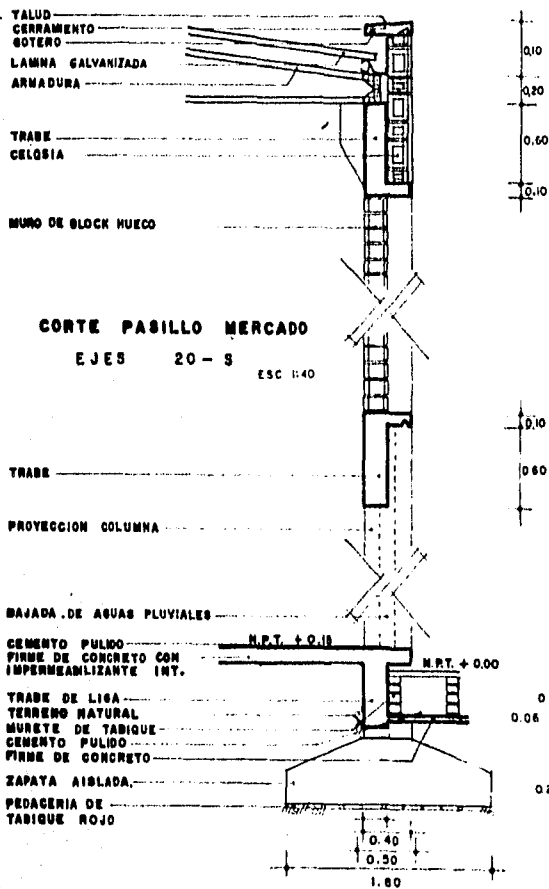 TALUD
CERRAMIENTO
GOTERO
LAMINA GALVANIZADA
ARMADURA
TRABE
CELOSIA
MURO DE BLOCK HUECO
CORTE PASILLO MERCADO
EJES 20-S
ESC 1:40
TRABE
PROYECCION COLUMNA
BAJADA DE AGUAS PLUVIALES
CEMENTO PULIDO
FIRME DE CONCRETO CON
IMPERMEABILIZANTE INT.
TRABE DE LIGA
TERRENO NATURAL
MURETE DE TABIQUE
CEMENTO PULIDO
FIRME DE CONCRETO
ZAPATA AISLADA,
PEDACERIA DE
TABIQUE ROJO
0,10
0,20
0,60
0,10
0,10
0,60
N.P.T. + 0.15
N.P.T. + 0.00
0
0.06
0.40
0.50
1.60